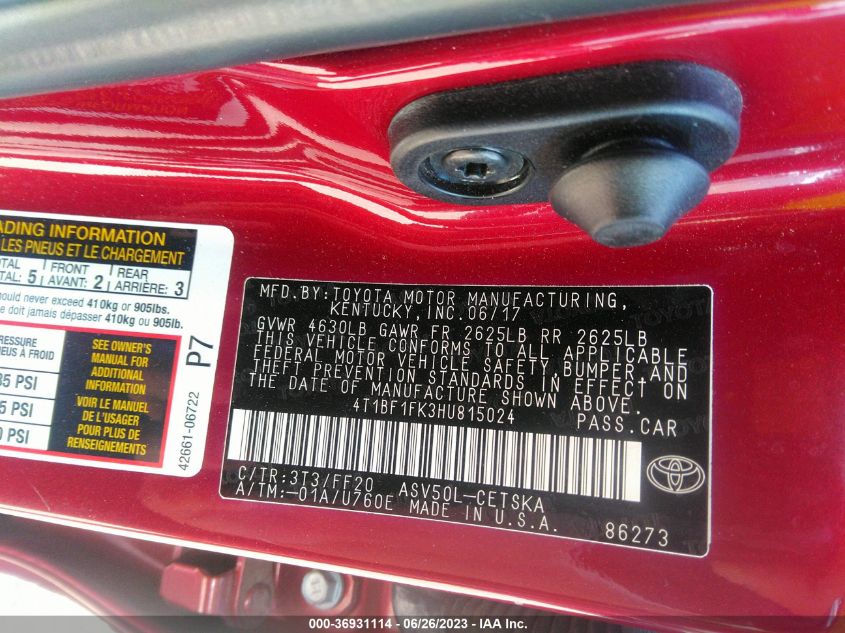 ADING INFORMATION
LES PNEUS ET LE CHARGEMENT
TAL: 5
FRONT
AVANT: 2
REAR
ARRIÈRE: 3
ould never exceed 410kg or 905lbs.
e doit jamais dépasser 410kg ou 905lb.
RESSURE
NEUS À FROID
35 PSI
5 PSI
0 PSI
SEE OWNER'S
MANUAL FOR
ADDITIONAL
INFORMATION
VOIR LE MANUEL
DE L'USAGER
POUR PLUS DE
RENSEIGNEMENTS
P7
42661-06722
MFD.BY:TOYOTA MOTOR MANUFACTURING,
KENTUCKY, INC.06/17
GVWR 4630LB GAWR FR 2625LB RR 2625LB
THIS VEHICLE CONFORMS TO ALL APPLICABLE
FEDERAL MOTOR VEHICLE SAFETY, BUMPER, AND
THEFT PREVENTION STANDARDS IN EFFECT ON
THE DATE OF MANUFACTURE SHOWN ABOVE.
4T1BF1FK3HU815024 PASS.CAR
C/TR:3T3/FF20 ASV50L-CETSKA
A/TM:-01A/U760E MADE IN U.S.A.
86273
000-36931114 - 06/26/2023 - IAA Inc.